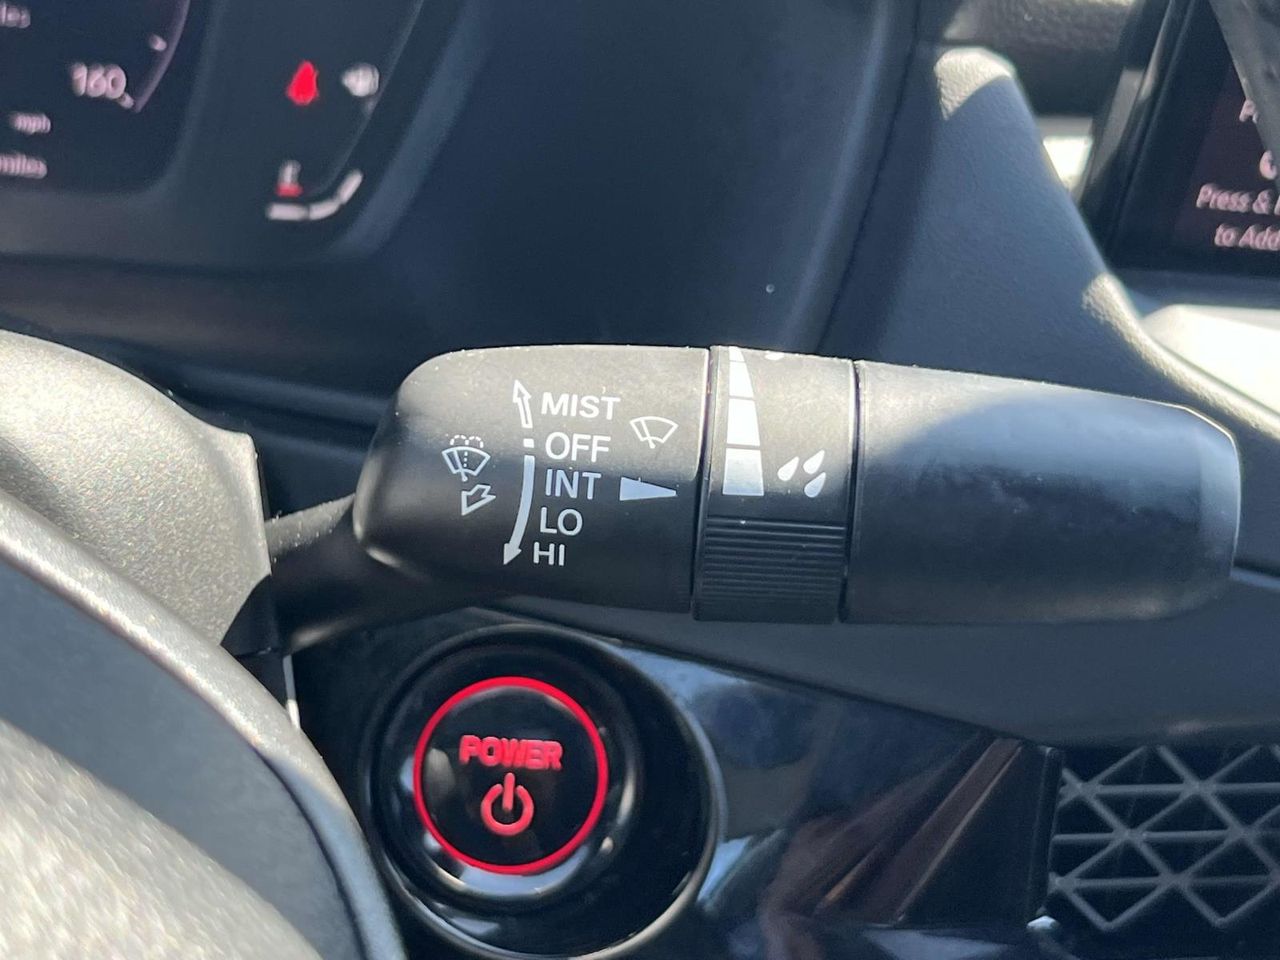 160
mph
miles
E
Press &
to Add
MIST
OFF
INT
LO
HI
POWER